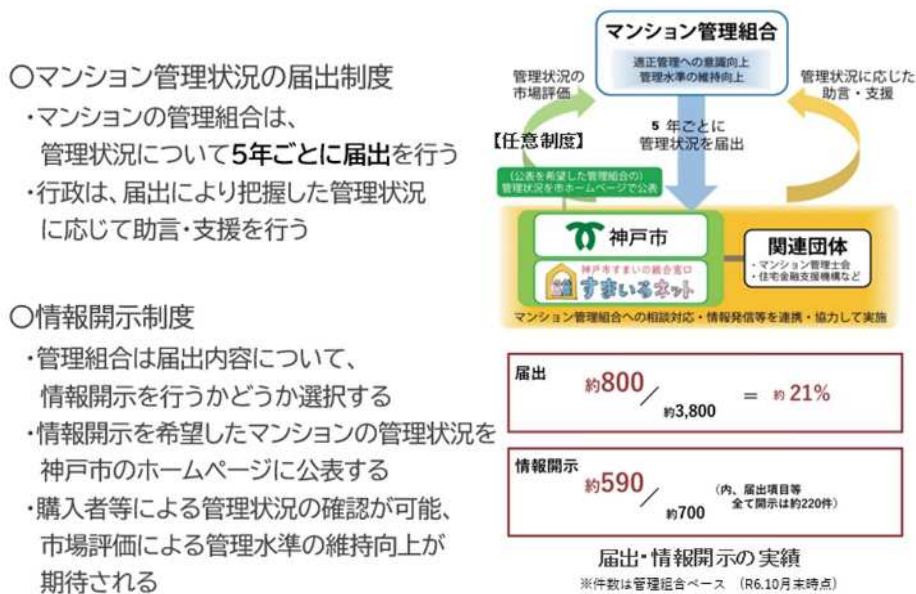 ○マンション管理状況の届出制度
・マンションの管理組合は、
管理状況について5年ごとに届出を行う
・行政は、届出により把握した管理状況
に応じて助言・支援を行う
○情報開示制度
・管理組合は届出内容について、
情報開示を行うかどうか選択する
・情報開示を希望したマンションの管理状況を
神戸市のホームページに公表する
・購入者等による管理状況の確認が可能、
市場評価による管理水準の維持向上が
期待される
マンション管理組合
適正管理への意識向上
管理水準の維持向上
管理状況の
市場評価
管理状況に応じた
助言・支援
【任意制度】
5 年ごとに
管理状況を届出
(公表を希望した管理組合の)
管理状況を市ホームページで公表
神戸市
神戸市すまいの総合窓口
すまいるネット
関連団体
・マンション管理士会
・住宅金融支援機構など
マンション管理組合への相談対応・情報発信等を連携・協力して実施
届出
約800 / 約3,800 = 約 21%
情報開示
約590 / 約700
(内、届出項目等
全て開示は約220件)
届出・情報開示の実績
※件数は管理組合ベース (R6.10月末時点)